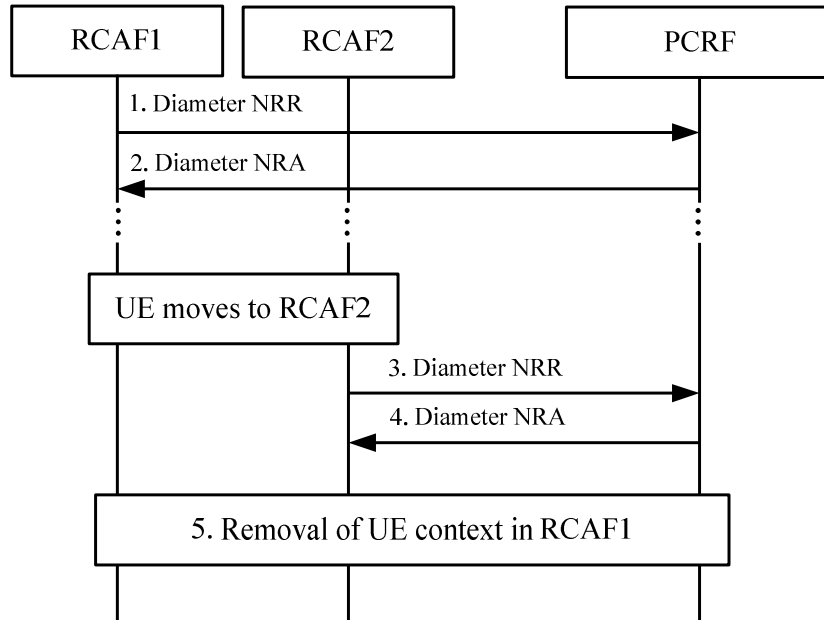 RCAF1
RCAF2
PCRF
1. Diameter NRR
2. Diameter NRA
UE moves to RCAF2
3. Diameter NRR
4. Diameter NRA
5. Removal of UE context in RCAF1